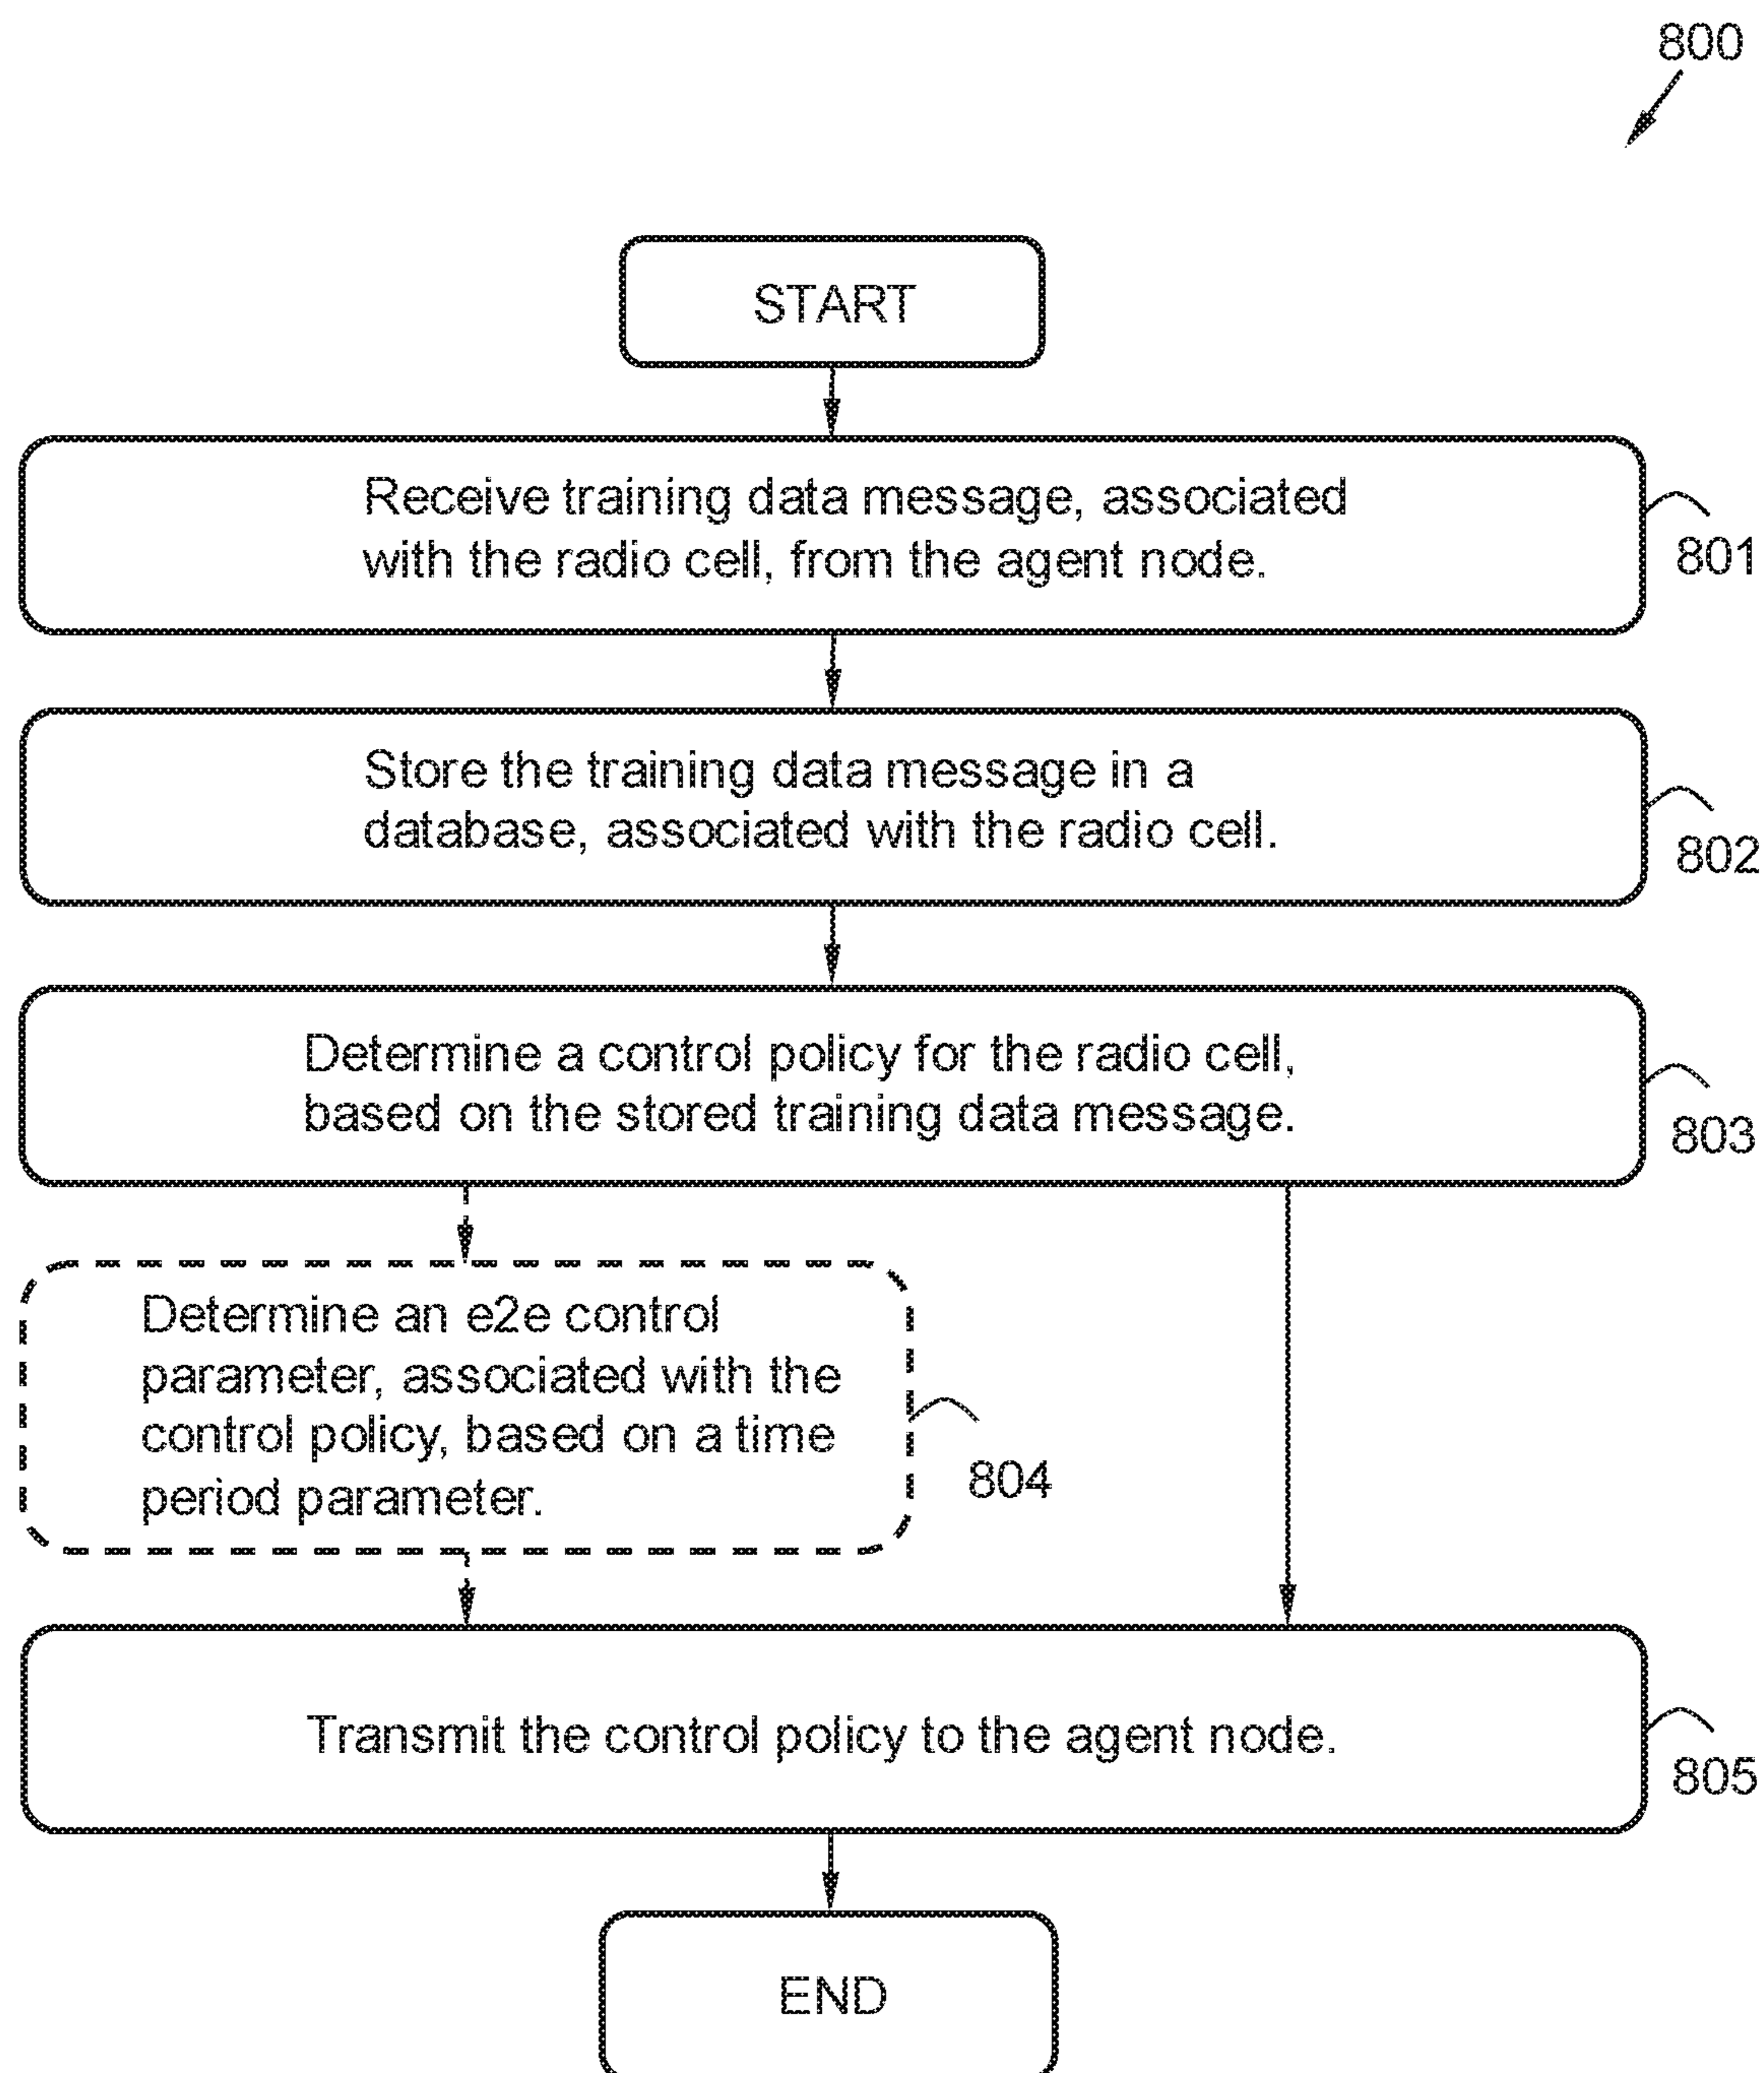 800
START
Receive training data message, associated
with the radio cell, from the agent node.
801
Store the training data message in a
database, associated with the radio cell.
802
Determine a control policy for the radio cell,
based on the stored training data message.
803
Determine an e2e control
parameter, associated with the
control policy, based on a time
period parameter.
804
Transmit the control policy to the agent node.
805
END